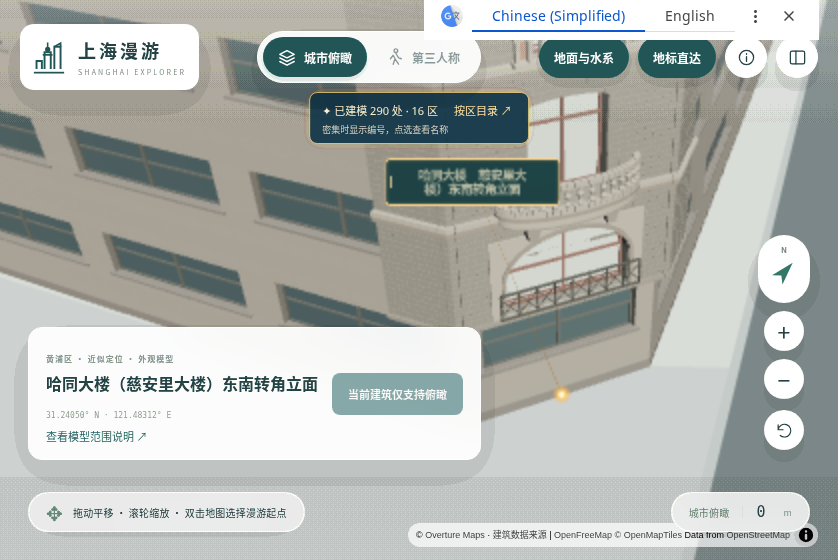 Chinese (Simplified)
English
上海漫游
SHANGHAI EXPLORER
城市俯瞰
第三人称
地面与水系
地标直达
✦ 已建模 290 处 · 16 区 按区目录 ↗
密集时显示编号，点选查看名称
哈同大楼 慈安里大
楼）东南转角立面
N
黄浦区 · 近似定位 · 外观模型
哈同大楼（慈安里大楼）东南转角立面
当前建筑仅支持俯瞰
31.24050° N · 121.48312° E
查看模型范围说明 ↗
拖动平移 · 滚轮缩放 · 双击地图选择漫游起点
城市俯瞰 0 m
© Overture Maps · 建筑数据来源 | OpenFreeMap © OpenMapTiles Data from OpenStreetMap